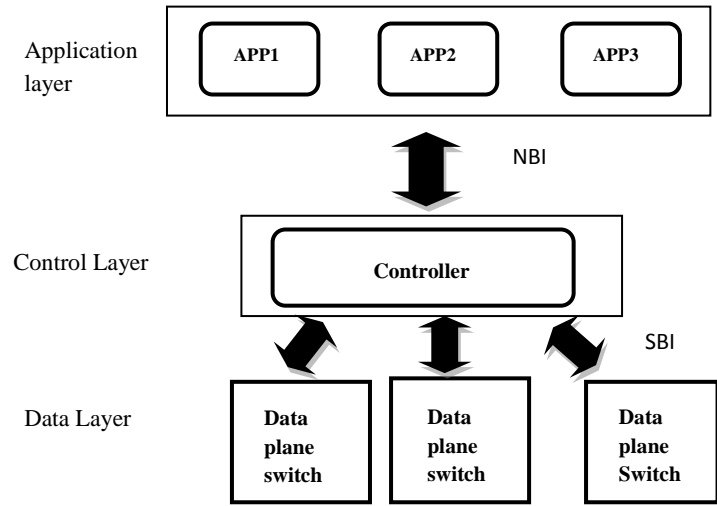 Application
layer
APP1
APP2
APP3
NBI
Control Layer
Controller
SBI
Data Layer
Data
plane
switch
Data
plane
switch
Data
plane
Switch